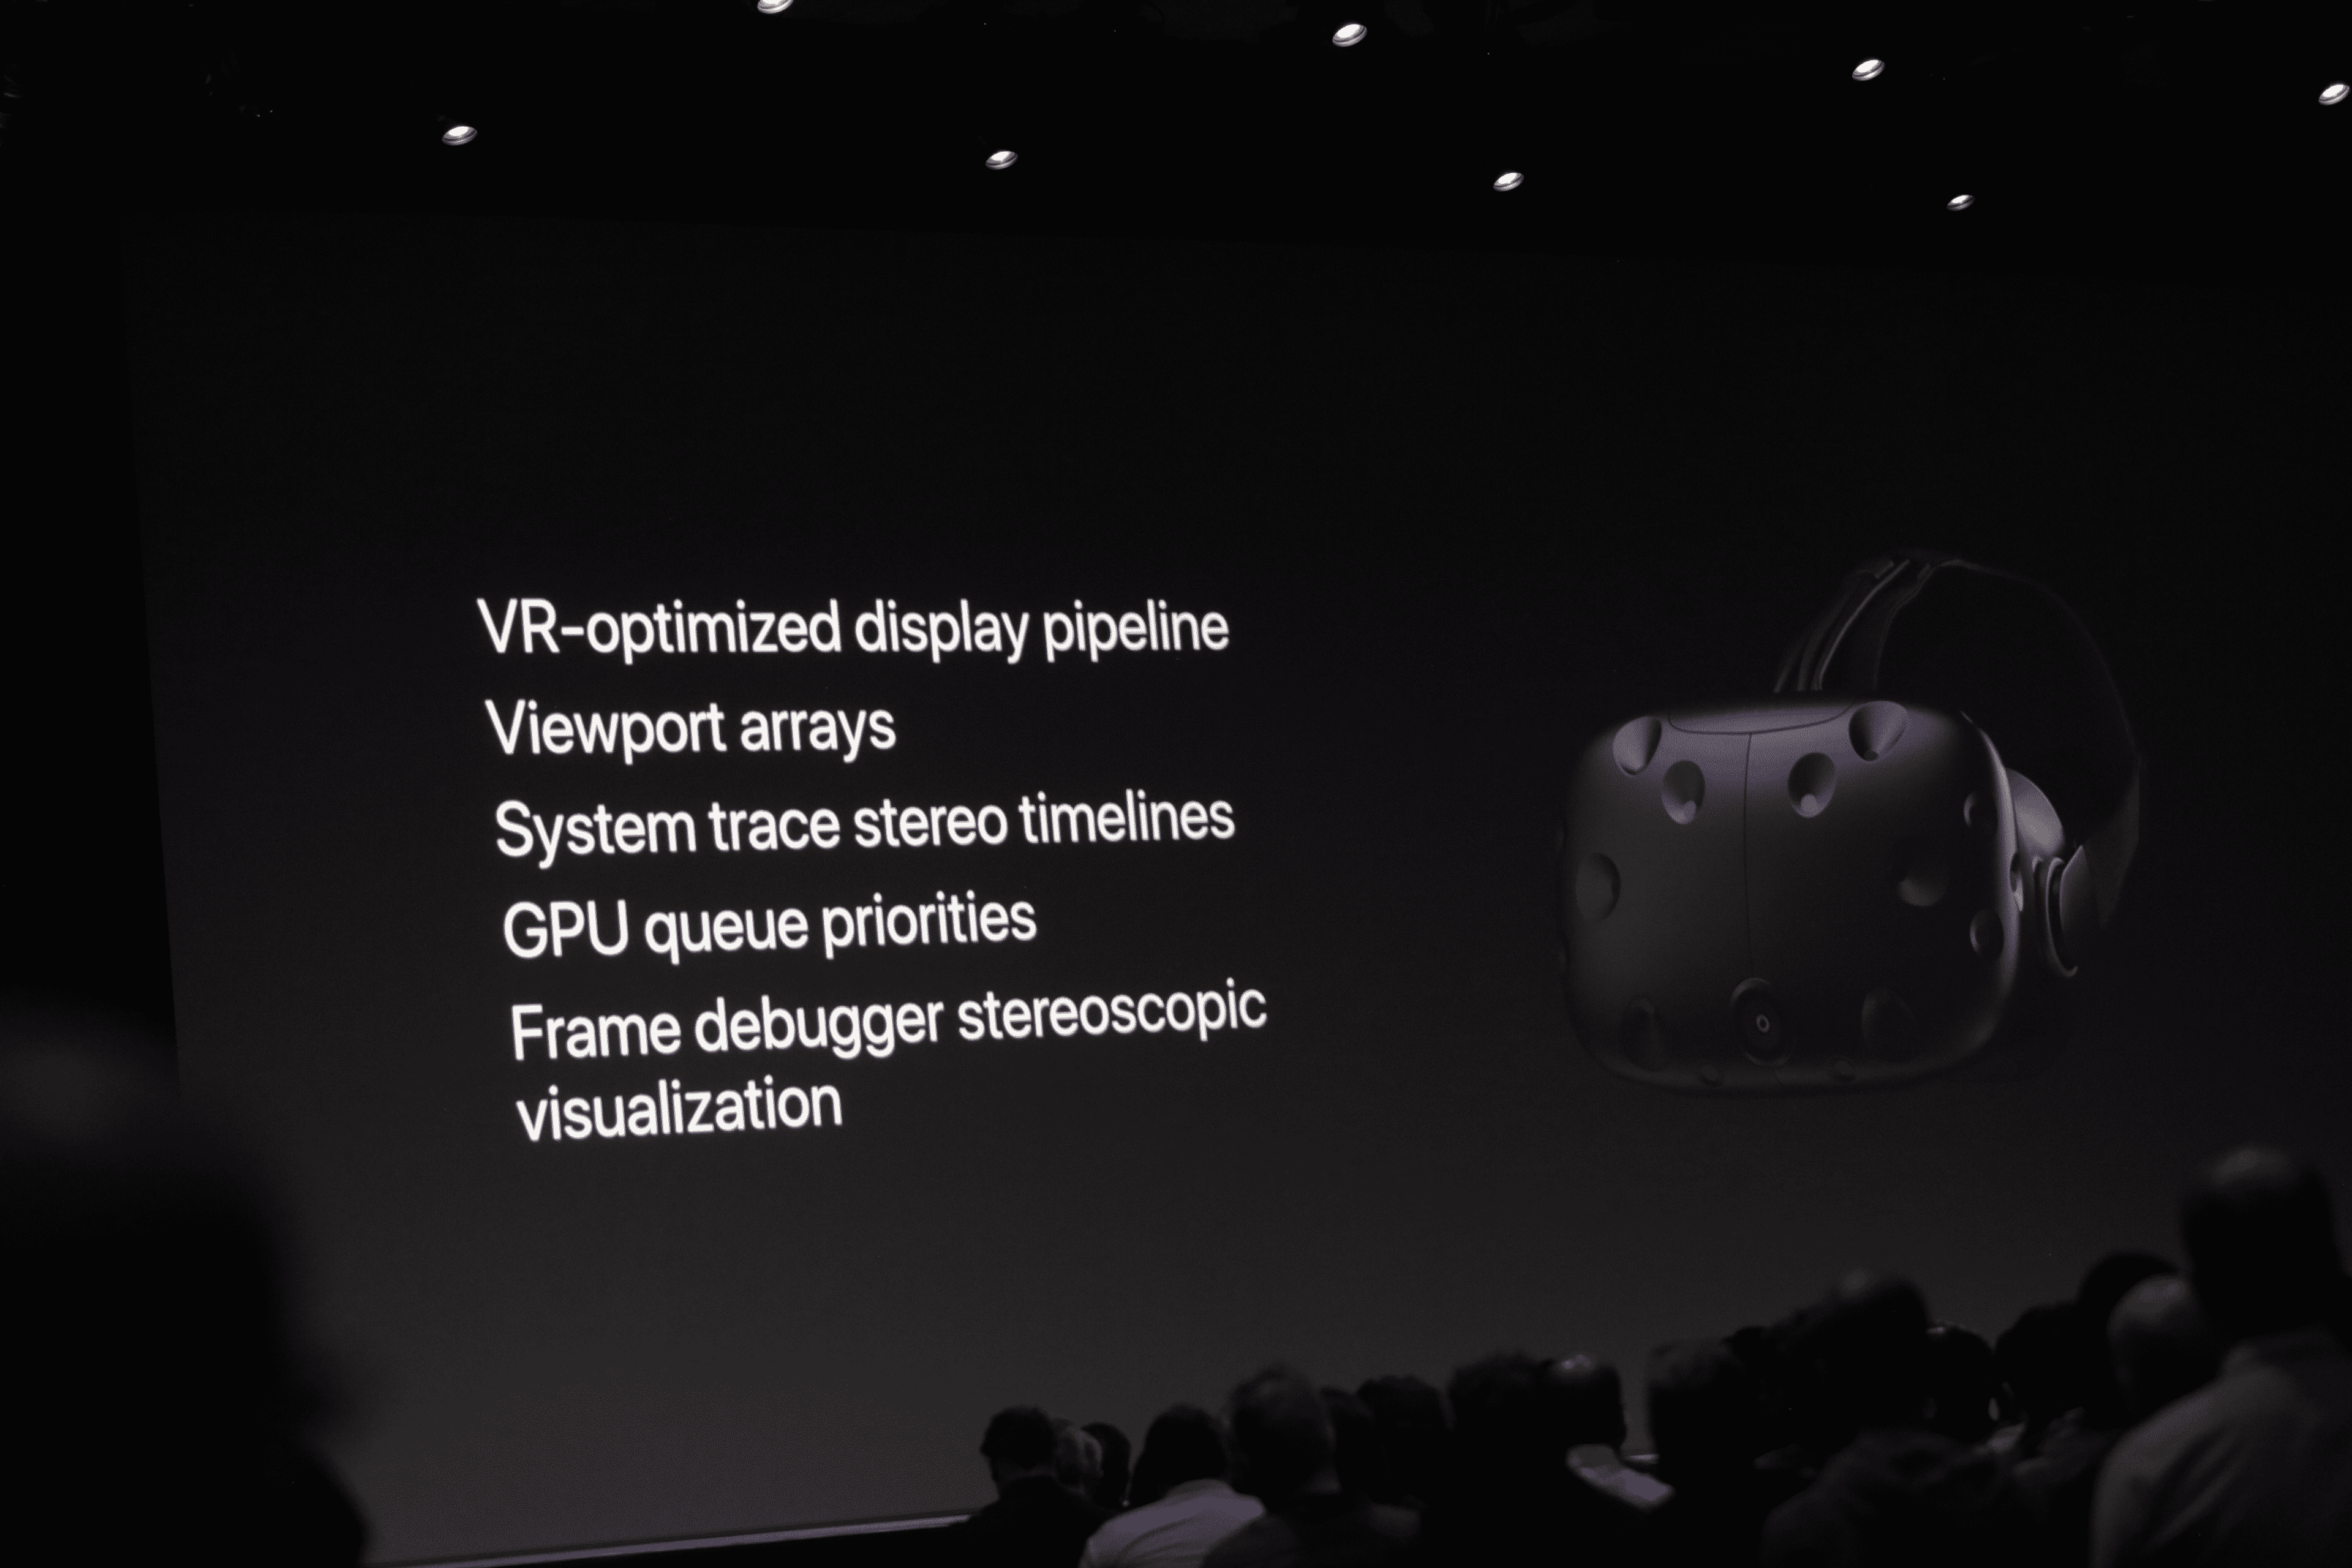 VR-optimized display pipeline
Viewport arrays
System trace stereo timelines
GPU queue priorities
Frame debugger stereoscopic
visualization